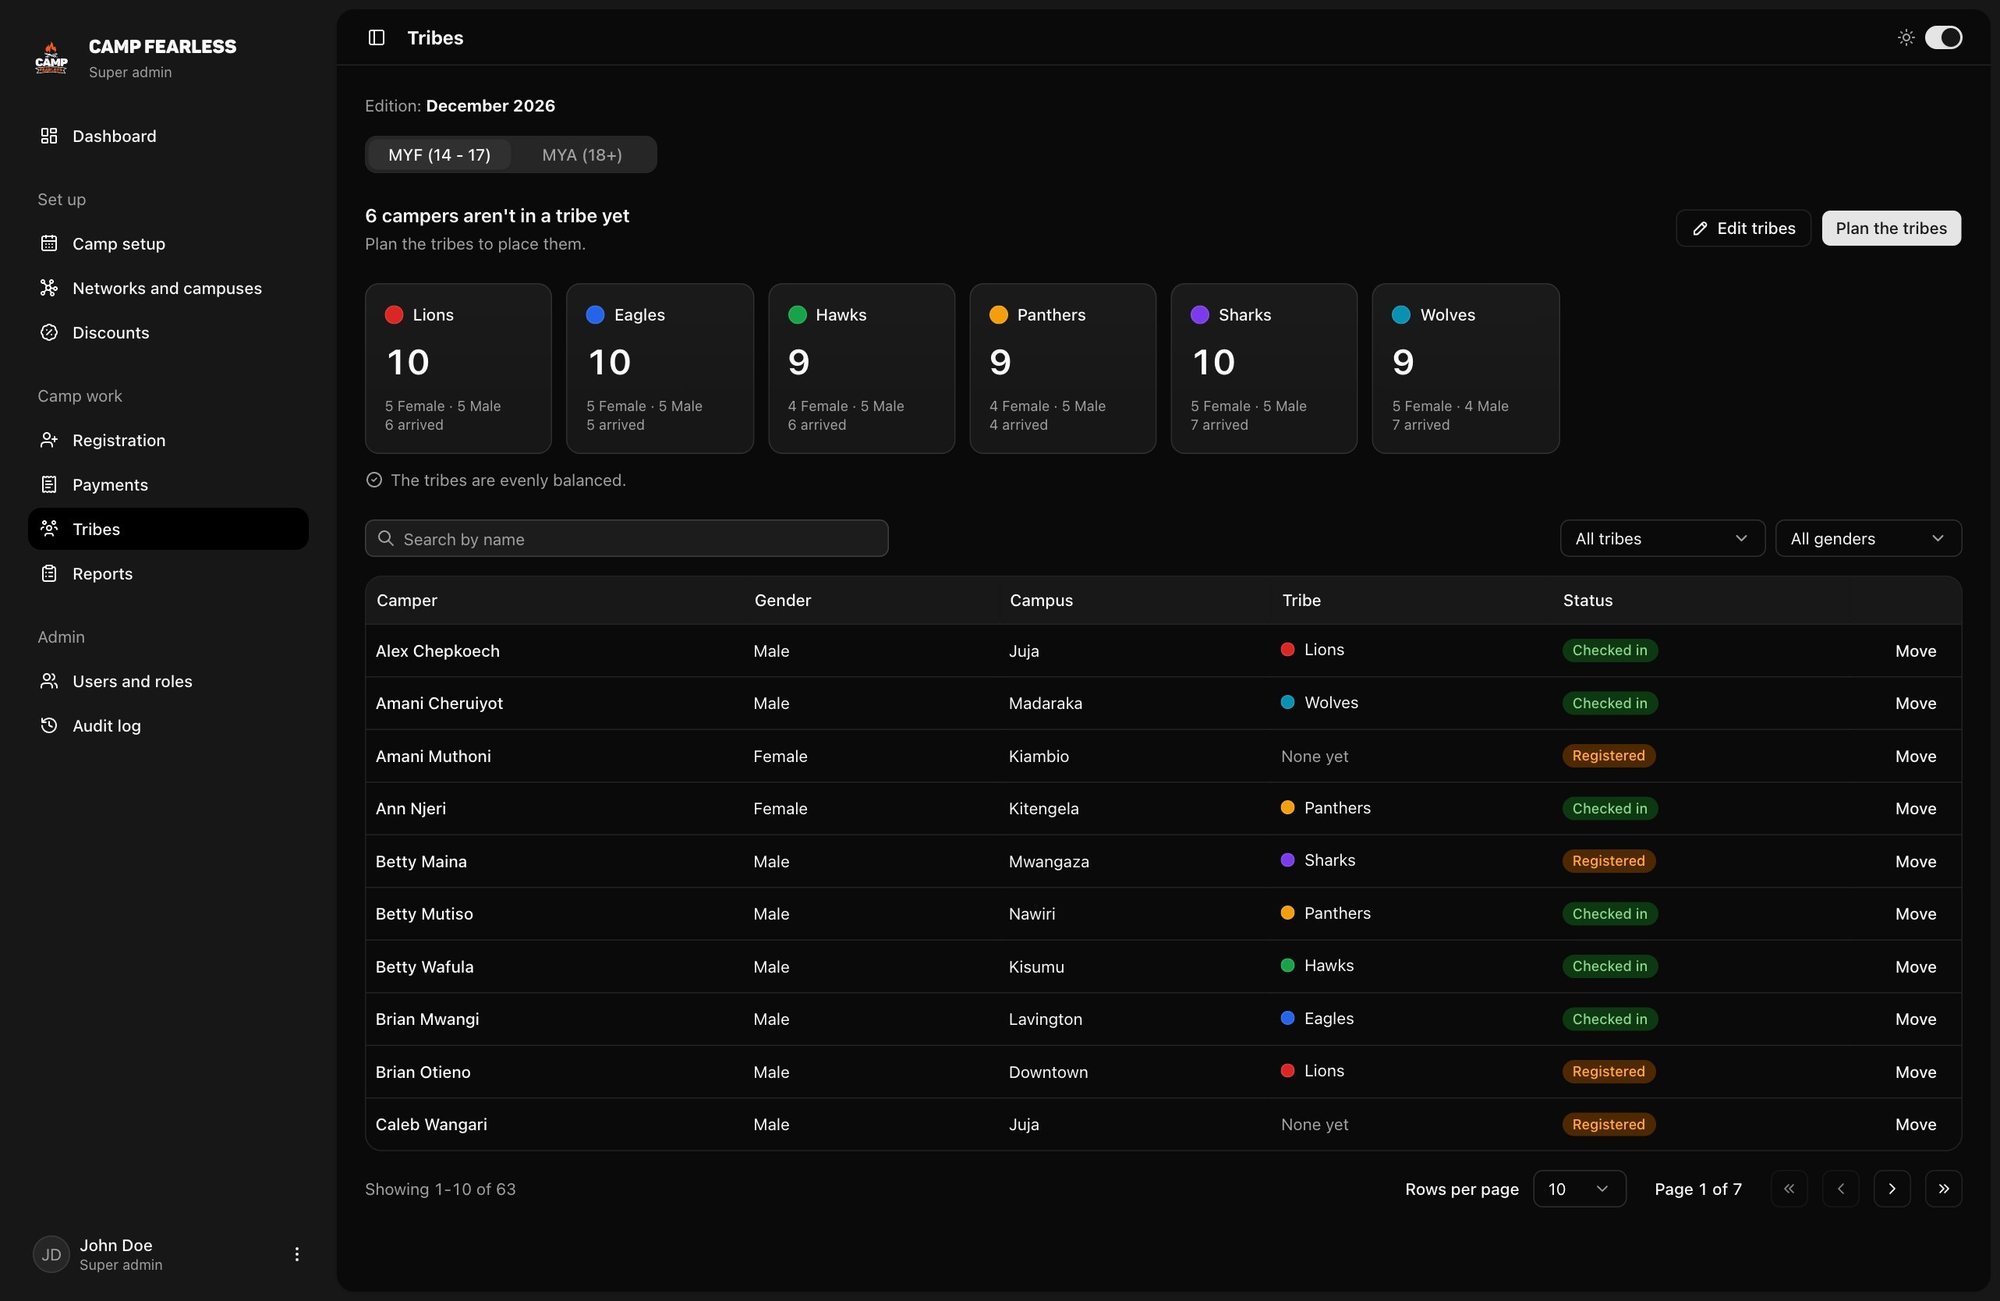 CAMP FEARLESS
Super admin
CAMP
Dashboard
Set up
Camp setup
Networks and campuses
Discounts
Camp work
Registration
Payments
Tribes
Reports
Admin
Users and roles
Audit log
JD
John Doe
Super admin
Tribes
Edition: December 2026
MYF (14 - 17) MYA (18+)
6 campers aren't in a tribe yet
Plan the tribes to place them.
Edit tribes Plan the tribes
Lions
10
5 Female · 5 Male
6 arrived
Eagles
10
5 Female · 5 Male
5 arrived
Hawks
9
4 Female · 5 Male
6 arrived
Panthers
9
4 Female · 5 Male
4 arrived
Sharks
10
5 Female · 5 Male
7 arrived
Wolves
9
5 Female · 4 Male
7 arrived
The tribes are evenly balanced.
Search by name All tribes All genders
Camper Gender Campus Tribe Status
Alex Chepkoech Male Juja Lions Checked in Move
Amani Cheruiyot Male Madaraka Wolves Checked in Move
Amani Muthoni Female Kiambio None yet Registered Move
Ann Njeri Female Kitengela Panthers Checked in Move
Betty Maina Male Mwangaza Sharks Registered Move
Betty Mutiso Male Nawiri Panthers Checked in Move
Betty Wafula Male Kisumu Hawks Checked in Move
Brian Mwangi Male Lavington Eagles Checked in Move
Brian Otieno Male Downtown Lions Registered Move
Caleb Wangari Male Juja None yet Registered Move
Showing 1-10 of 63 Rows per page 10 Page 1 of 7